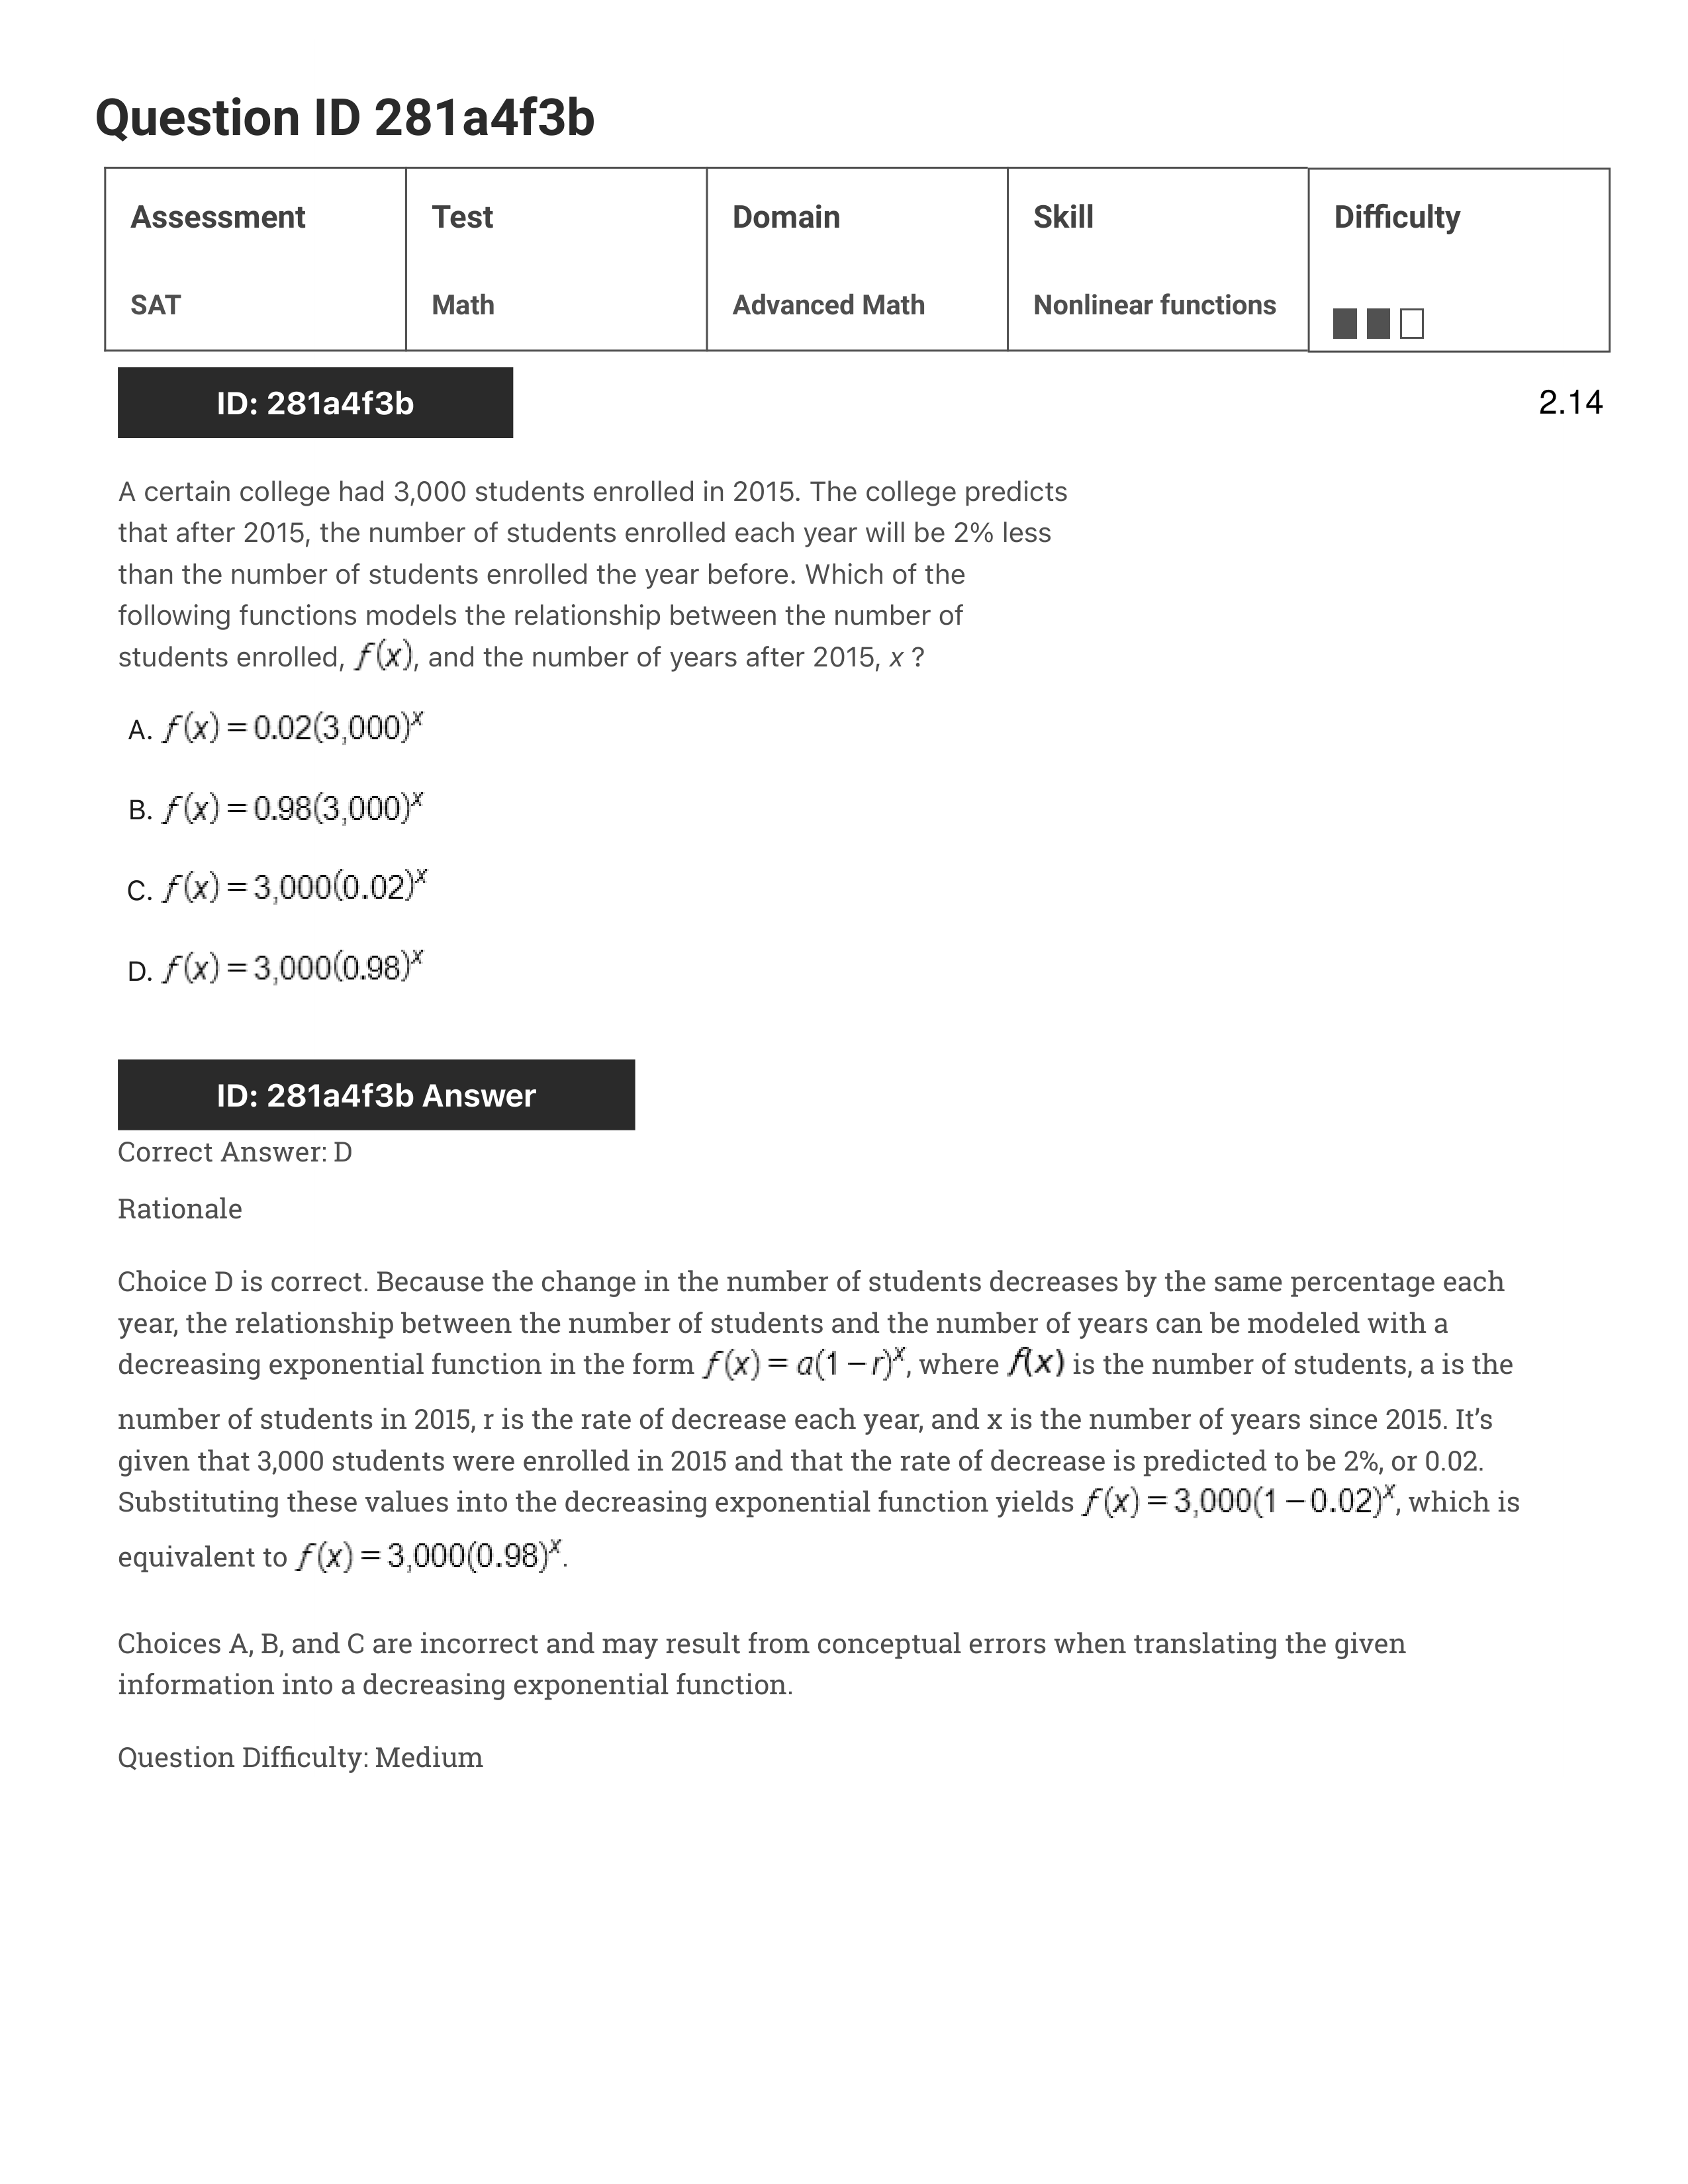 Question ID 281a4f3b
Assessment Test Domain Skill Difficulty
SAT Math Advanced Math Nonlinear functions
ID: 281a4f3b 2.14
A certain college had 3,000 students enrolled in 2015. The college predicts
that after 2015, the number of students enrolled each year will be 2% less
than the number of students enrolled the year before. Which of the
following functions models the relationship between the number of
students enrolled, f(x), and the number of years after 2015, x ?
A. f(x) = 0.02(3,000)^x
B. f(x) = 0.98(3,000)^x
C. f(x) = 3,000(0.02)^x
D. f(x) = 3,000(0.98)^x
ID: 281a4f3b Answer
Correct Answer: D
Rationale
Choice D is correct. Because the change in the number of students decreases by the same percentage each
year, the relationship between the number of students and the number of years can be modeled with a
decreasing exponential function in the form f(x) = a(1 − r)^x, where f(x) is the number of students, a is the
number of students in 2015, r is the rate of decrease each year, and x is the number of years since 2015. It’s
given that 3,000 students were enrolled in 2015 and that the rate of decrease is predicted to be 2%, or 0.02.
Substituting these values into the decreasing exponential function yields f(x) = 3,000(1 − 0.02)^x, which is
equivalent to f(x) = 3,000(0.98)^x.
Choices A, B, and C are incorrect and may result from conceptual errors when translating the given
information into a decreasing exponential function.
Question Difficulty: Medium